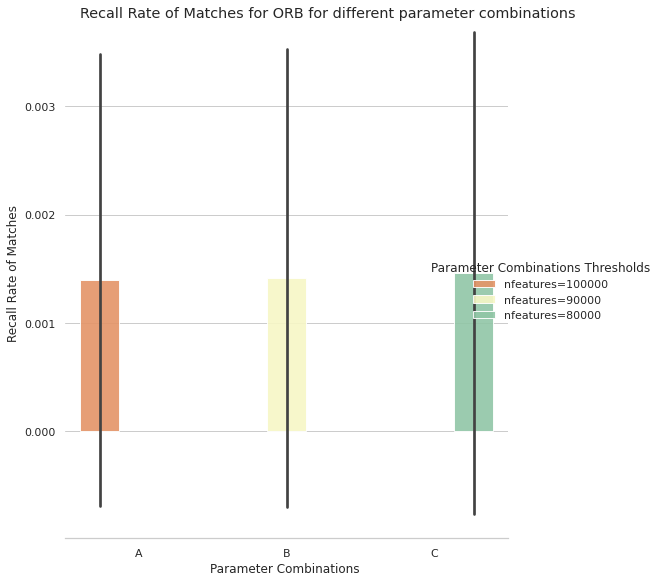 Recall Rate of Matches for ORB for different parameter combinations
0.003
0.002
0.001
0.000
Recall Rate of Matches
Parameter Combinations Thresholds
nfeatures=100000
nfeatures=90000
nfeatures=80000
A B C
Parameter Combinations